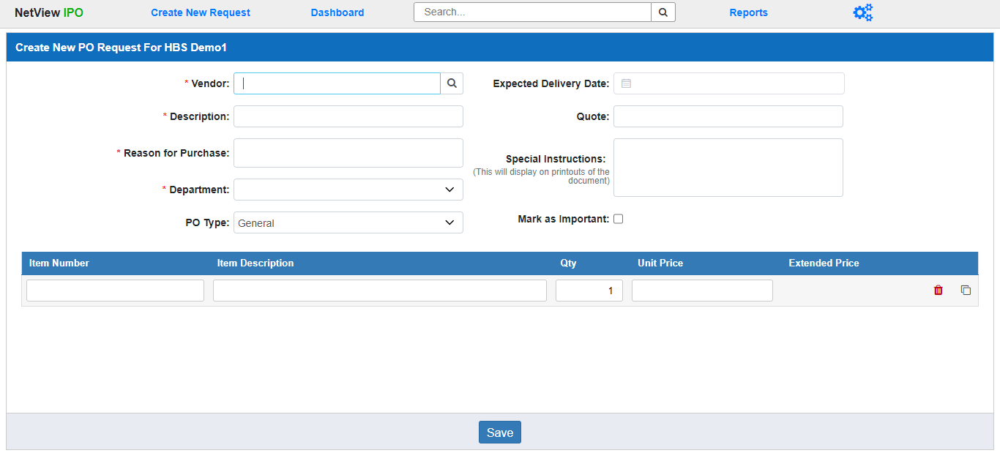 NetView IPO Create New Request Dashboard Search... Reports
Create New PO Request For HBS Demo1
* Vendor: Expected Delivery Date:
* Description: Quote:
* Reason for Purchase: Special Instructions:
(This will display on printouts of the
document)
* Department:
PO Type: General Mark as Important:
Item Number Item Description Qty Unit Price Extended Price
1
Save